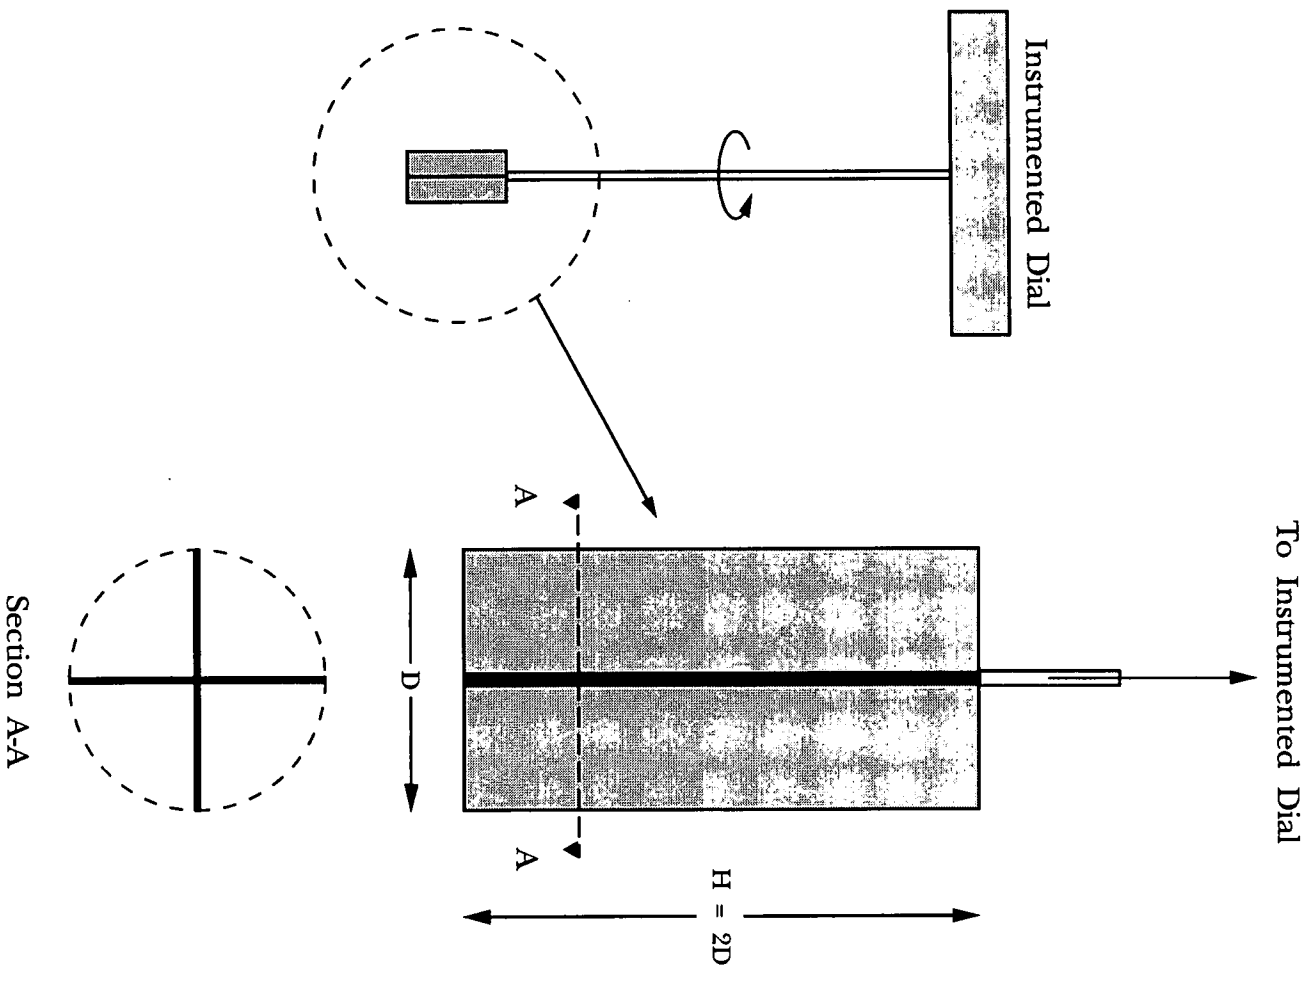 Instrumented Dial
To Instrumented Dial
A
A
H = 2D
D
Section A-A